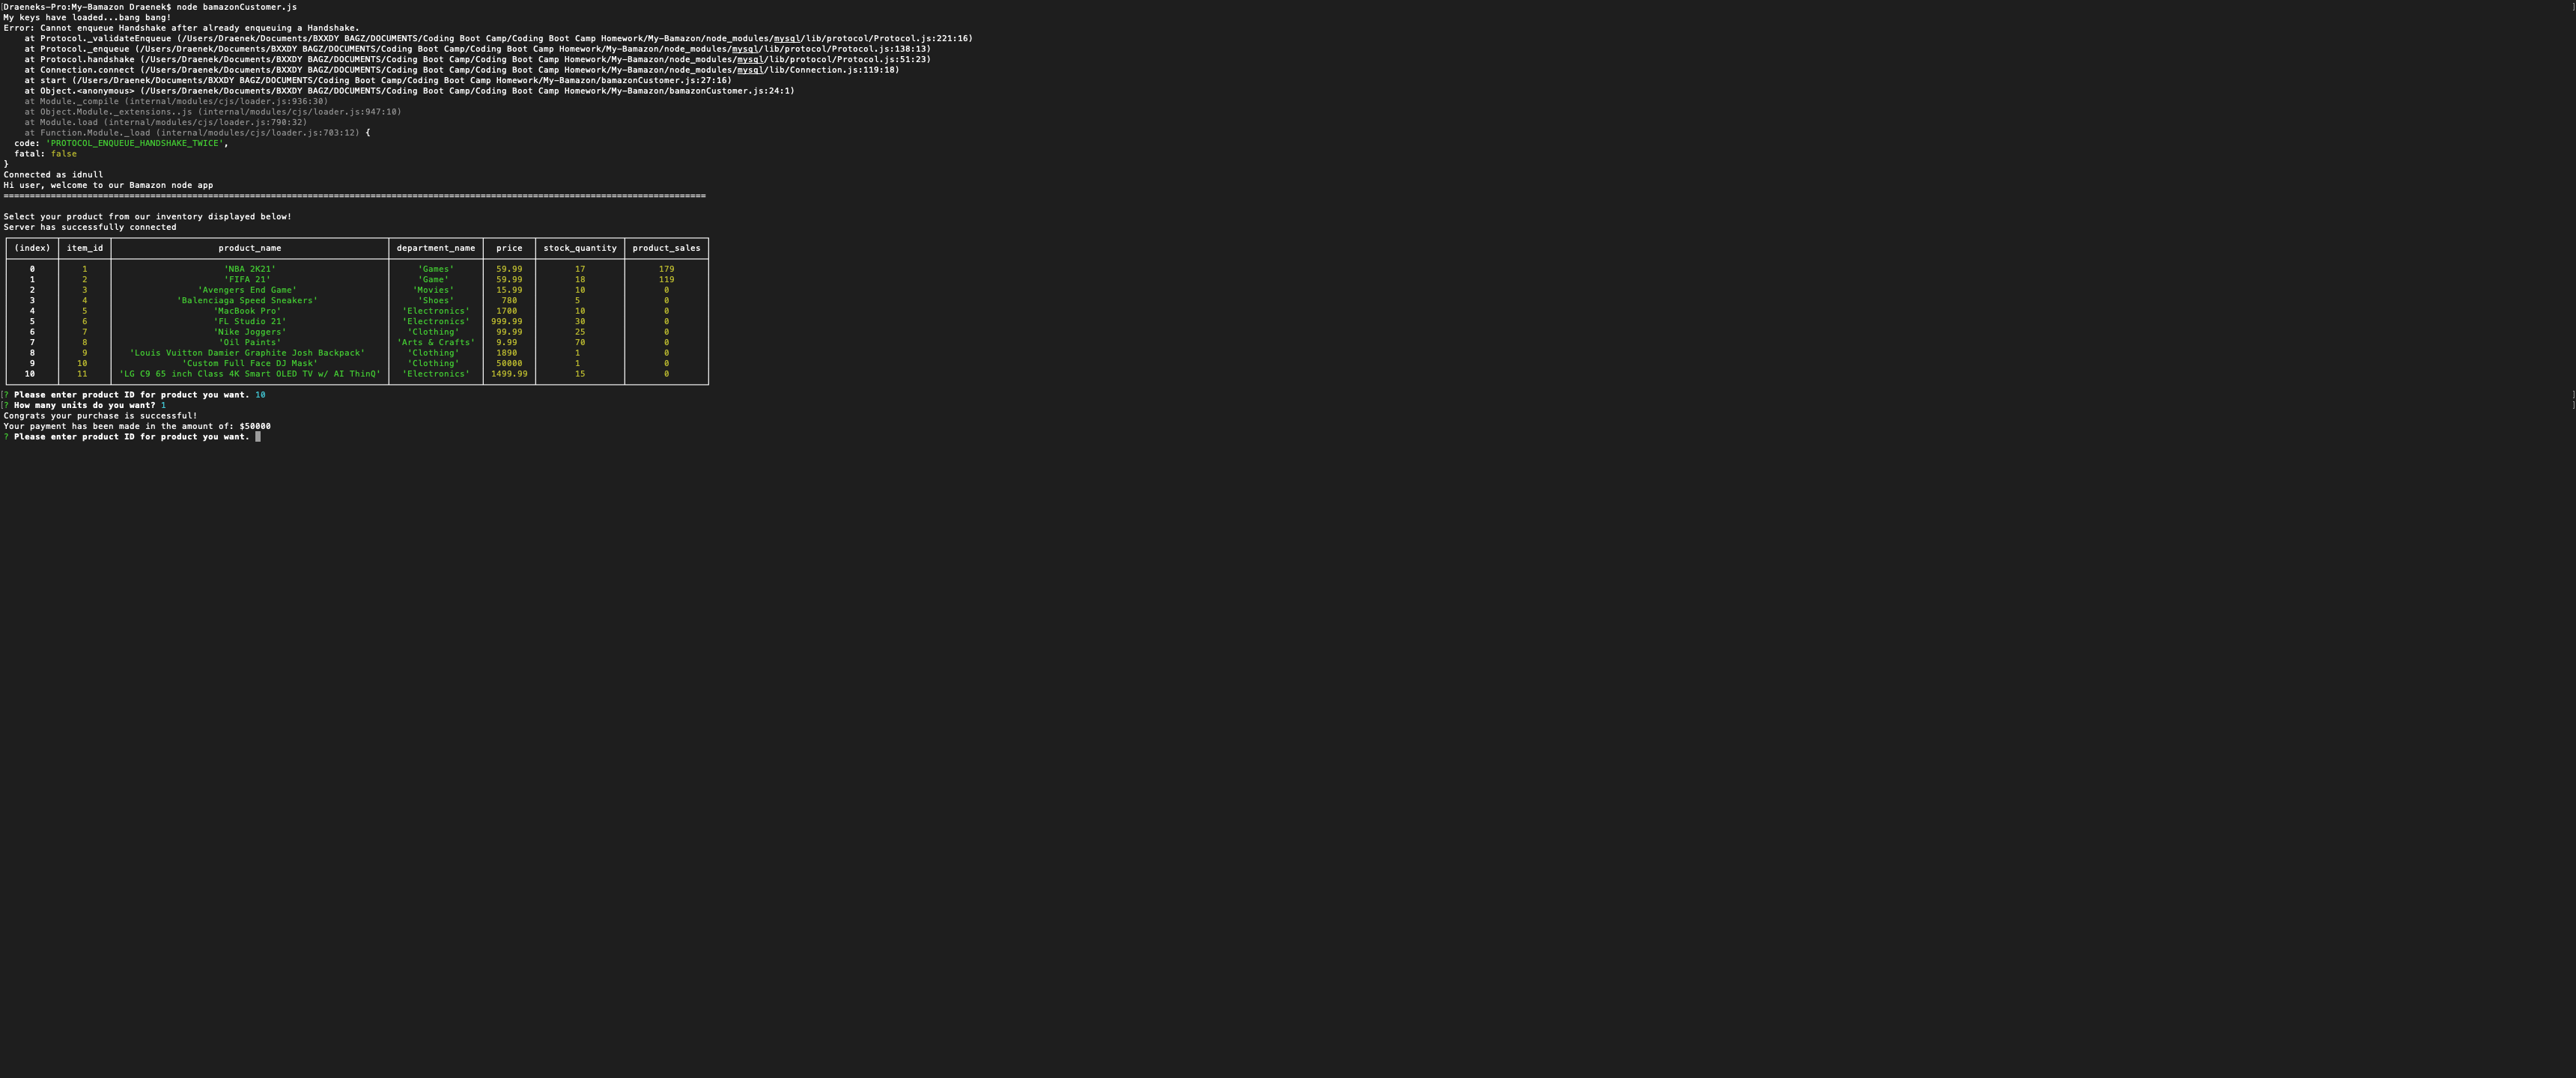 [Draeneks-Pro:My-Bamazon Draenek$ node bamazonCustomer.js ]
My keys have loaded...bang bang!
Error: Cannot enqueue Handshake after already enqueuing a Handshake.
    at Protocol._validateEnqueue (/Users/Draenek/Documents/BXXDY BAGZ/DOCUMENTS/Coding Boot Camp/Coding Boot Camp Homework/My-Bamazon/node_modules/mysql/lib/protocol/Protocol.js:221:16)
    at Protocol._enqueue (/Users/Draenek/Documents/BXXDY BAGZ/DOCUMENTS/Coding Boot Camp/Coding Boot Camp Homework/My-Bamazon/node_modules/mysql/lib/protocol/Protocol.js:138:13)
    at Protocol.handshake (/Users/Draenek/Documents/BXXDY BAGZ/DOCUMENTS/Coding Boot Camp/Coding Boot Camp Homework/My-Bamazon/node_modules/mysql/lib/protocol/Protocol.js:51:23)
    at Connection.connect (/Users/Draenek/Documents/BXXDY BAGZ/DOCUMENTS/Coding Boot Camp/Coding Boot Camp Homework/My-Bamazon/node_modules/mysql/lib/Connection.js:119:18)
    at start (/Users/Draenek/Documents/BXXDY BAGZ/DOCUMENTS/Coding Boot Camp/Coding Boot Camp Homework/My-Bamazon/bamazonCustomer.js:27:16)
    at Object.<anonymous> (/Users/Draenek/Documents/BXXDY BAGZ/DOCUMENTS/Coding Boot Camp/Coding Boot Camp Homework/My-Bamazon/bamazonCustomer.js:24:1)
    at Module._compile (internal/modules/cjs/loader.js:936:30)
    at Object.Module._extensions..js (internal/modules/cjs/loader.js:947:10)
    at Module.load (internal/modules/cjs/loader.js:790:32)
    at Function.Module._load (internal/modules/cjs/loader.js:703:12) {
  code: 'PROTOCOL_ENQUEUE_HANDSHAKE_TWICE',
  fatal: false
}
Connected as idnull
Hi user, welcome to our Bamazon node app
======================================================================================================================================
Select your product from our inventory displayed below!
Server has successfully connected
(index) item_id product_name department_name price stock_quantity product_sales
0 1 'NBA 2K21' 'Games' 59.99 17 179
1 2 'FIFA 21' 'Game' 59.99 18 119
2 3 'Avengers End Game' 'Movies' 15.99 10 0
3 4 'Balenciaga Speed Sneakers' 'Shoes' 780 5 0
4 5 'MacBook Pro' 'Electronics' 1700 10 0
5 6 'FL Studio 21' 'Electronics' 999.99 30 0
6 7 'Nike Joggers' 'Clothing' 99.99 25 0
7 8 'Oil Paints' 'Arts & Crafts' 9.99 70 0
8 9 'Louis Vuitton Damier Graphite Josh Backpack' 'Clothing' 1890 1 0
9 10 'Custom Full Face DJ Mask' 'Clothing' 50000 1 0
10 11 'LG C9 65 inch Class 4K Smart OLED TV w/ AI ThinQ' 'Electronics' 1499.99 15 0
[? Please enter product ID for product you want. 10 ]
[? How many units do you want? 1 ]
Congrats your purchase is successful!
Your payment has been made in the amount of: $50000
? Please enter product ID for product you want.